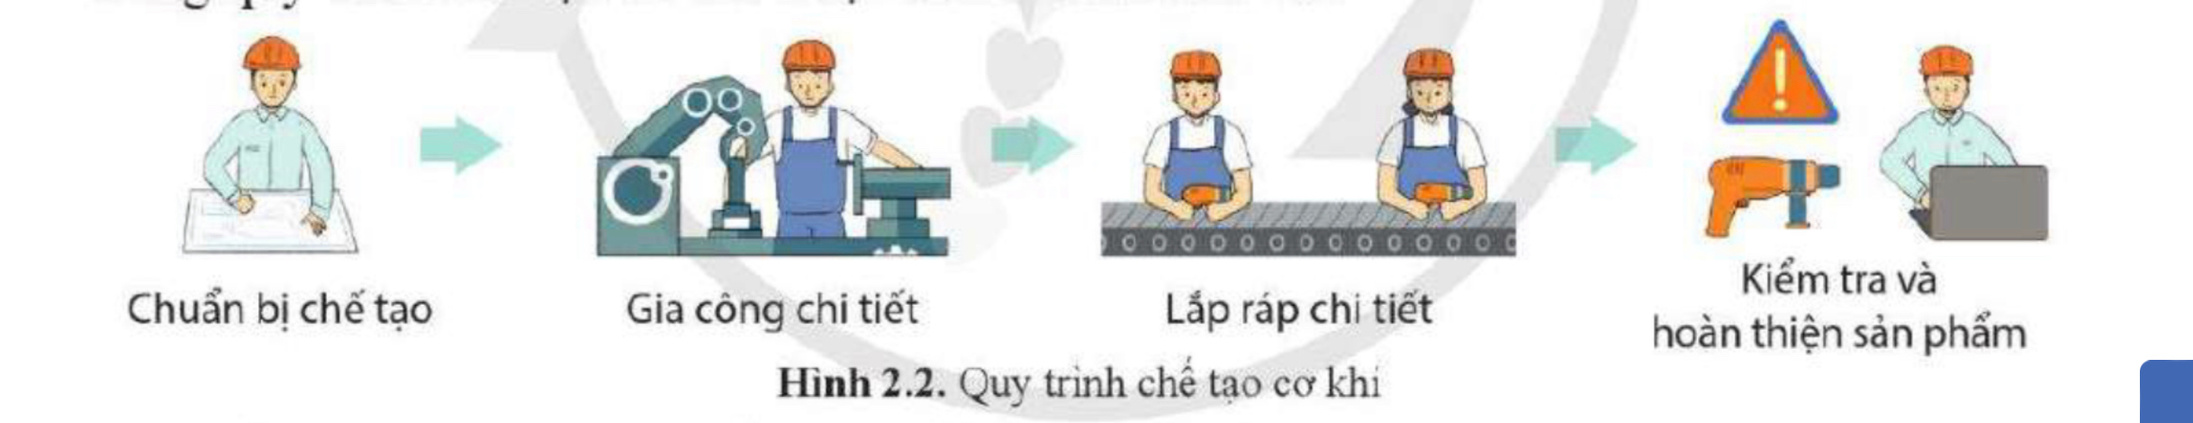 Chuẩn bị chế tạo
Gia công chi tiết
Lắp ráp chi tiết
Kiểm tra và
hoàn thiện sản phẩm
Hình 2.2. Quy trình chế tạo cơ khí